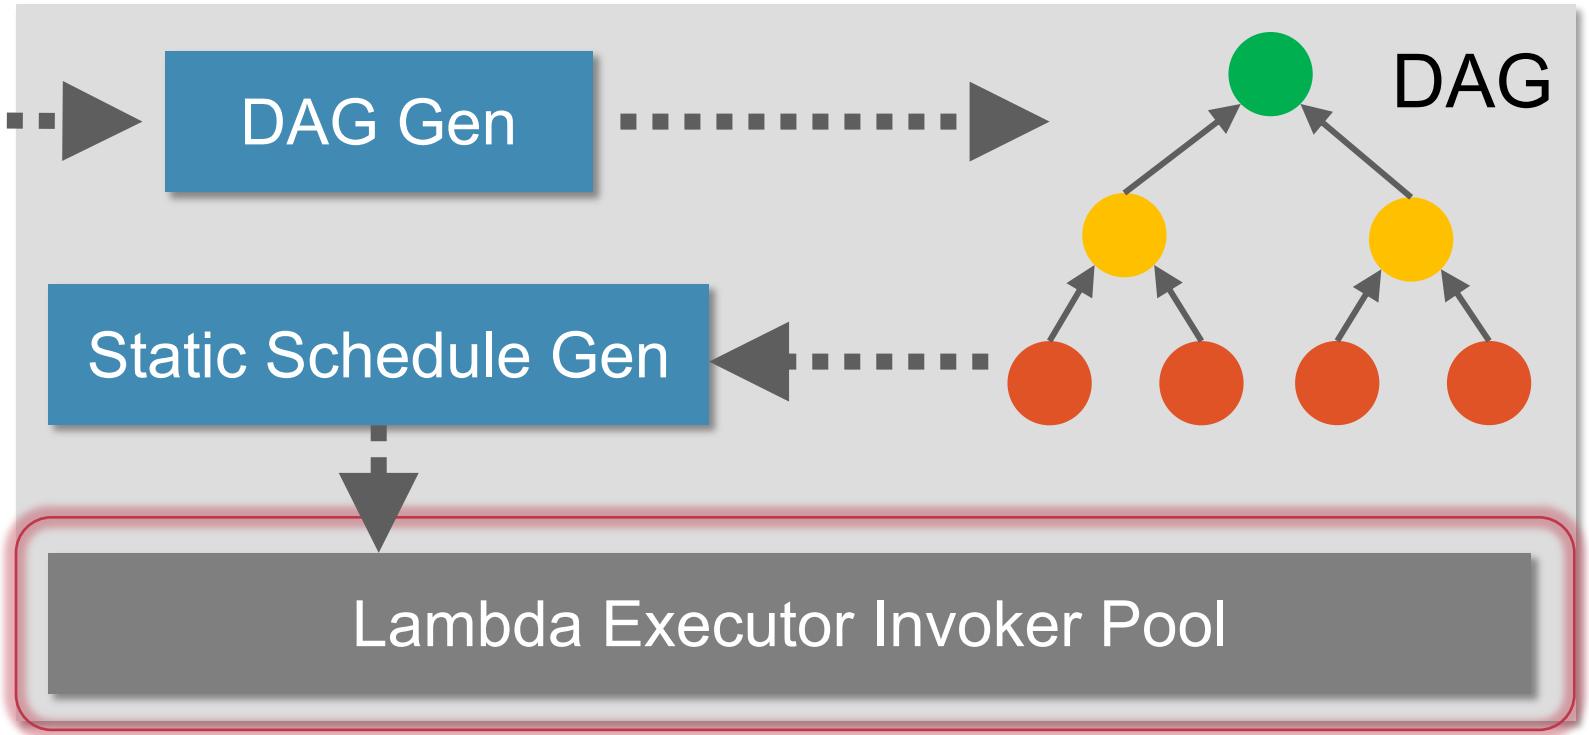 DAG Gen
DAG
Static Schedule Gen
Lambda Executor Invoker Pool